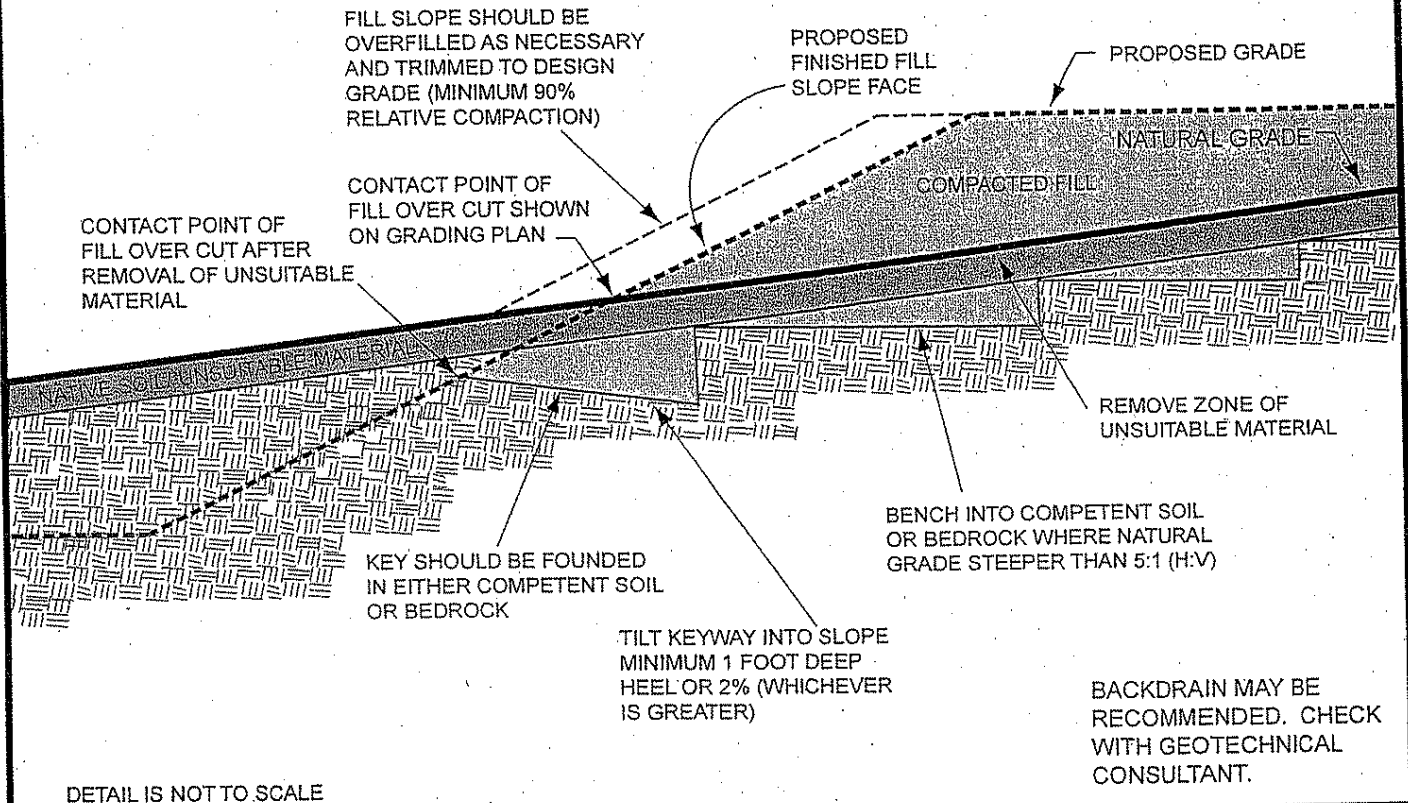 FILL SLOPE SHOULD BE
OVERFILLED AS NECESSARY
AND TRIMMED TO DESIGN
GRADE (MINIMUM 90%
RELATIVE COMPACTION)
PROPOSED
FINISHED FILL
SLOPE FACE
PROPOSED GRADE
NATURAL GRADE
COMPACTED FILL
CONTACT POINT OF
FILL OVER CUT SHOWN
ON GRADING PLAN
CONTACT POINT OF
FILL OVER CUT AFTER
REMOVAL OF UNSUITABLE
MATERIAL
NATIVE SOIL/UNSUITABLE MATERIAL
REMOVE ZONE OF
UNSUITABLE MATERIAL
BENCH INTO COMPETENT SOIL
OR BEDROCK WHERE NATURAL
GRADE STEEPER THAN 5:1 (H:V)
KEY SHOULD BE FOUNDED
IN EITHER COMPETENT SOIL
OR BEDROCK
TILT KEYWAY INTO SLOPE
MINIMUM 1 FOOT DEEP
HEEL OR 2% (WHICHEVER
IS GREATER)
BACKDRAIN MAY BE
RECOMMENDED. CHECK
WITH GEOTECHNICAL
CONSULTANT.
DETAIL IS NOT TO SCALE